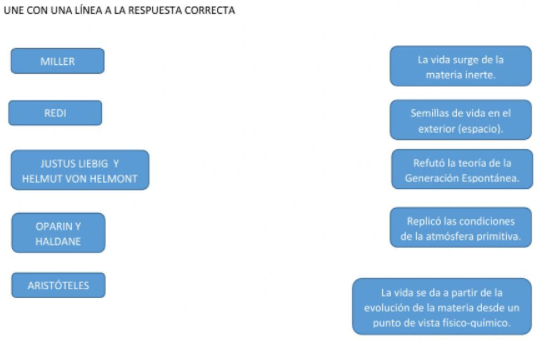 UNE CON UNA LÍNEA A LA RESPUESTA CORRECTA
MILLER
La vida surge de la
materia inerte.
REDI
Semillas de vida en el
exterior (espacio).
JUSTUS LIEBIG Y
HELMUT VON HELMONT
Refutó la teoría de la
Generación Espontánea.
OPARIN Y
HALDANE
Replicó las condiciones
de la atmósfera primitiva.
ARISTÓTELES
La vida se da a partir de la
evolución de la materia desde un
punto de vista físico-químico.